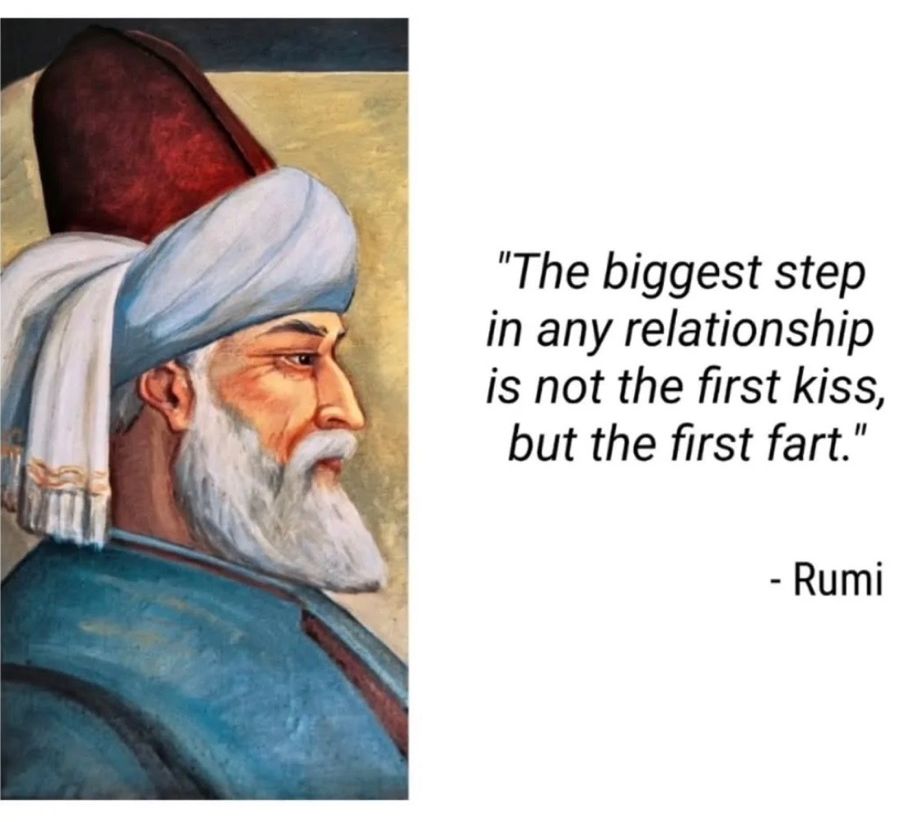 "The biggest step
in any relationship
is not the first kiss,
but the first fart."
- Rumi